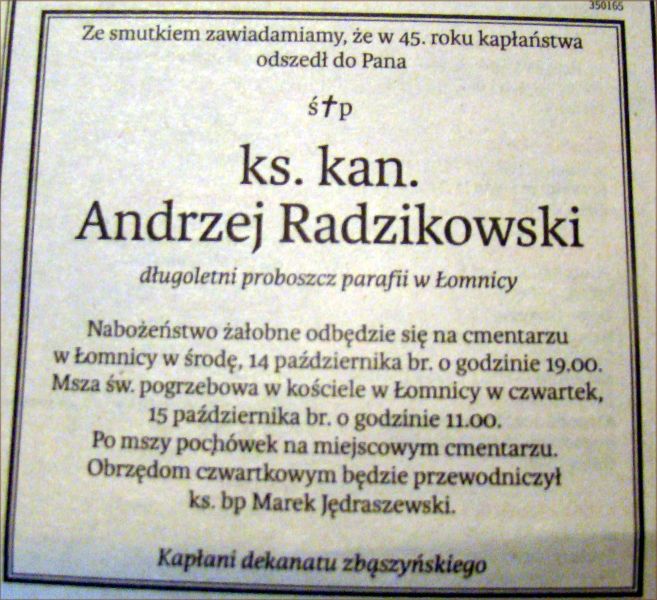 350165
Ze smutkiem zawiadamiamy, że w 45. roku kapłaństwa
odszedł do Pana
ś✝p
ks. kan.
Andrzej Radzikowski
długoletni proboszcz parafii w Łomnicy
Nabożeństwo żałobne odbędzie się na cmentarzu
w Łomnicy w środę, 14 października br. o godzinie 19.00.
Msza św. pogrzebowa w kościele w Łomnicy w czwartek,
15 października br. o godzinie 11.00.
Po mszy pochówek na miejscowym cmentarzu.
Obrzędom czwartkowym będzie przewodniczył
ks. bp Marek Jędraszewski.
Kapłani dekanatu zbąszyńskiego